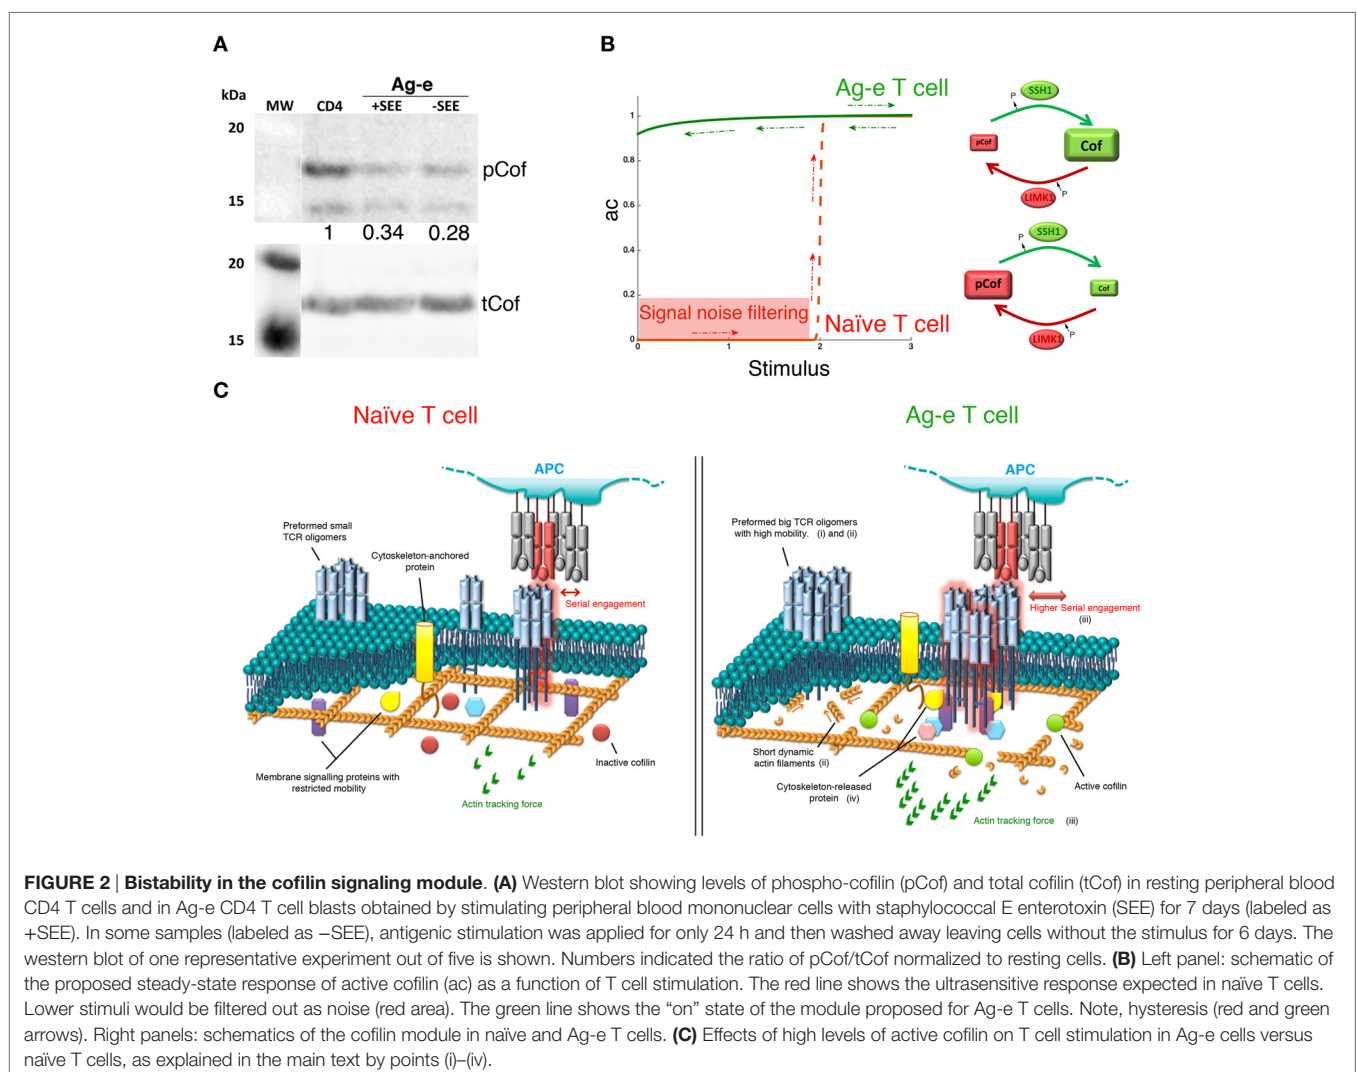 A
Ag-e
kDa
MW
CD4
+SEE
-SEE
20
pCof
15
1
0.34
0.28
20
tCof
15
B
Ag-e T cell
1
0.8
0.6
0.4
0.2
0
ac
Signal noise filtering
Naïve T cell
0
1
2
3
Stimulus
P
SSH1
pCof
Cof
LIMK1
P
P
SSH1
pCof
Cof
LIMK1
P
C
Naïve T cell
APC
Preformed small
TCR oligomers
Cytoskeleton-anchored
protein
Serial engagement
Inactive cofilin
Membrane signalling proteins with
restricted mobility
Actin tracking force
Ag-e T cell
APC
Preformed big TCR oligomers
with high mobility. (i) and (ii)
Higher Serial engagement
(iii)
Short dynamic
actin filaments (ii)
Cytoskeleton-released
protein (iv)
Active cofilin
Actin tracking force (iii)
FIGURE 2 | Bistability in the cofilin signaling module. (A) Western blot showing levels of phospho-cofilin (pCof) and total cofilin (tCof) in resting peripheral blood
CD4 T cells and in Ag-e CD4 T cell blasts obtained by stimulating peripheral blood mononuclear cells with staphylococcal E enterotoxin (SEE) for 7 days (labeled as
+SEE). In some samples (labeled as −SEE), antigenic stimulation was applied for only 24 h and then washed away leaving cells without the stimulus for 6 days. The
western blot of one representative experiment out of five is shown. Numbers indicated the ratio of pCof/tCof normalized to resting cells. (B) Left panel: schematic of
the proposed steady-state response of active cofilin (ac) as a function of T cell stimulation. The red line shows the ultrasensitive response expected in naïve T cells.
Lower stimuli would be filtered out as noise (red area). The green line shows the “on” state of the module proposed for Ag-e T cells. Note, hysteresis (red and green
arrows). Right panels: schematics of the cofilin module in naïve and Ag-e T cells. (C) Effects of high levels of active cofilin on T cell stimulation in Ag-e cells versus
naïve T cells, as explained in the main text by points (i)–(iv).